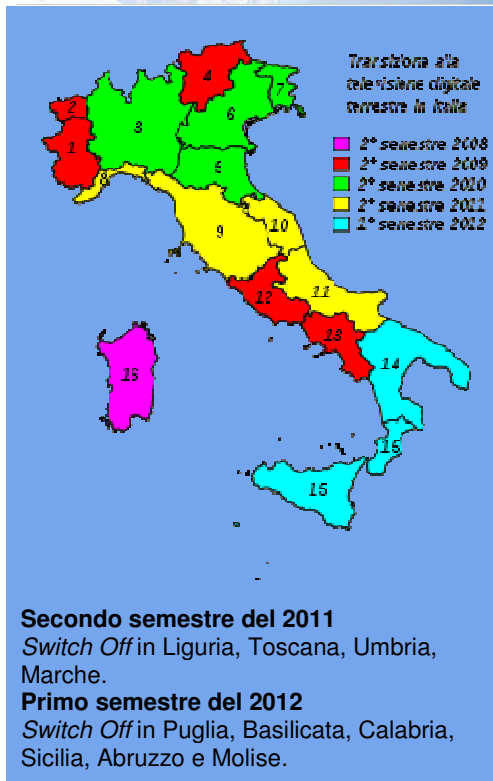 Transizione alla
televisione digitale
terrestre in Italia
2° semestre 2008
2° semestre 2009
2° semestre 2010
2° semestre 2011
1° semestre 2012
4
7
2
6
3
1
5
8
10
9
12
11
13
14
16
15
Secondo semestre del 2011
Switch Off in Liguria, Toscana, Umbria,
Marche.
Primo semestre del 2012
Switch Off in Puglia, Basilicata, Calabria,
Sicilia, Abruzzo e Molise.